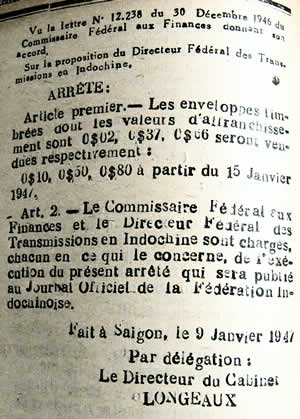 Vu la lettre N° 12.238 du 30 Décembre 1946 du
Commissaire Fédéral aux Finances donnant son
accord,
Sur la proposition du Directeur Fédéral des Trans-
missions en Indochine.
ARRÊTE:
Article premier.— Les enveloppes tim-
brées dont les valeurs d'affranchisse-
ment sont 0$02, 0$37, 0$66 seront ven-
dues respectivement :
0$10, 0$50, 0$80 à partir du 15 Janvier
1947.
Art. 2.— Le Commissaire Fédéral aux
Finances et le Directeur Fédéral des
Transmissions en Indochine sont chargés,
chacun en ce qui le concerne, de l'exé-
cution du présent arrêté qui sera publié
au Journal Officiel de la Fédération In-
docninoise.
Fait à Saigon, le 9 Janvier 1947
Par délégation :
Le Directeur du Cabinet
LONGEAUX